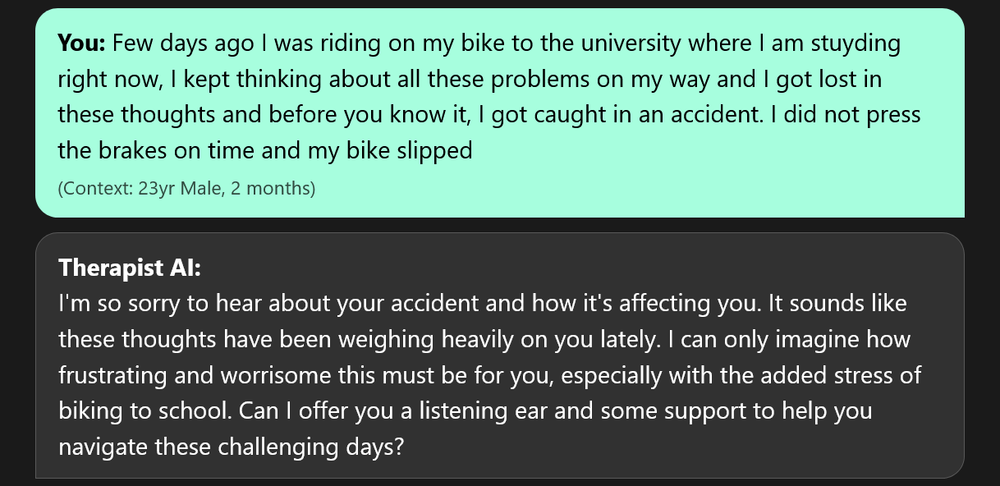 You: Few days ago I was riding on my bike to the university where I am stuyding
right now, I kept thinking about all these problems on my way and I got lost in
these thoughts and before you know it, I got caught in an accident. I did not press
the brakes on time and my bike slipped
(Context: 23yr Male, 2 months)
Therapist AI:
I'm so sorry to hear about your accident and how it's affecting you. It sounds like
these thoughts have been weighing heavily on you lately. I can only imagine how
frustrating and worrisome this must be for you, especially with the added stress of
biking to school. Can I offer you a listening ear and some support to help you
navigate these challenging days?